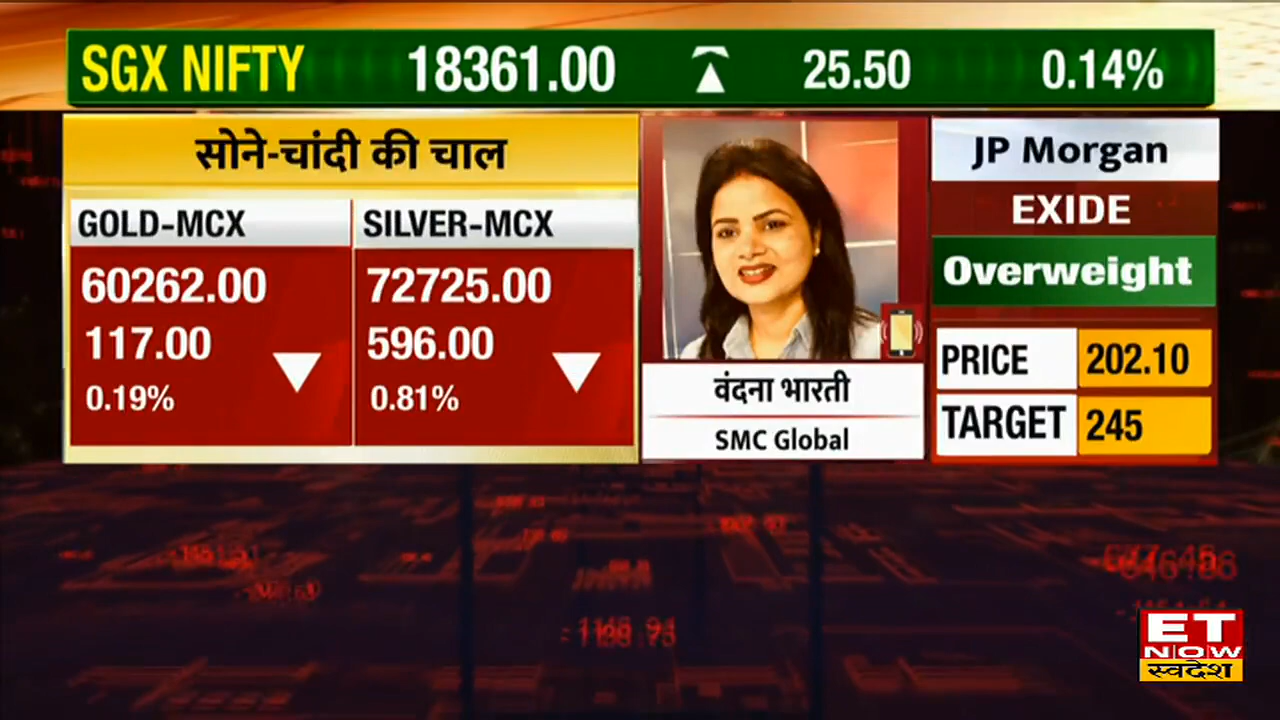 SGX NIFTY 18361.00 25.50 0.14%
सोने-चांदी की चाल
GOLD-MCX
60262.00
117.00
0.19%
SILVER-MCX
72725.00
596.00
0.81%
वंदना भारती
SMC Global
JP Morgan
EXIDE
Overweight
PRICE 202.10
TARGET 245
ET
NOW
स्वदेश